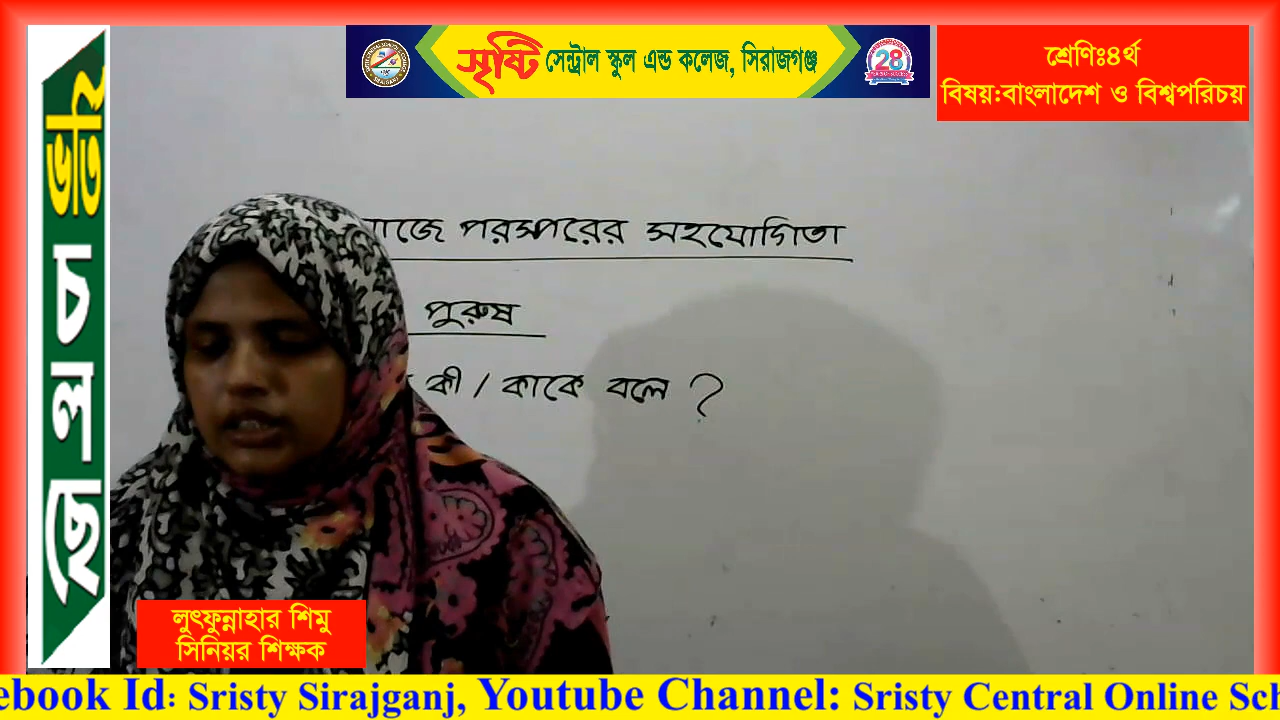 ভর্তি চলছে
সৃষ্টি সেন্ট্রাল স্কুল এন্ড কলেজ, সিরাজগঞ্জ
28
শ্রেণিঃ৪র্থ
বিষয়:বাংলাদেশ ও বিশ্বপরিচয়
পরস্পরের সহযোগিতা
পুরুষ
কী / কাকে বলে ?
লুৎফুন্নাহার শিমু
সিনিয়র শিক্ষক
ebook Id: Sristy Sirajganj, Youtube Channel: Sristy Central Online Sch